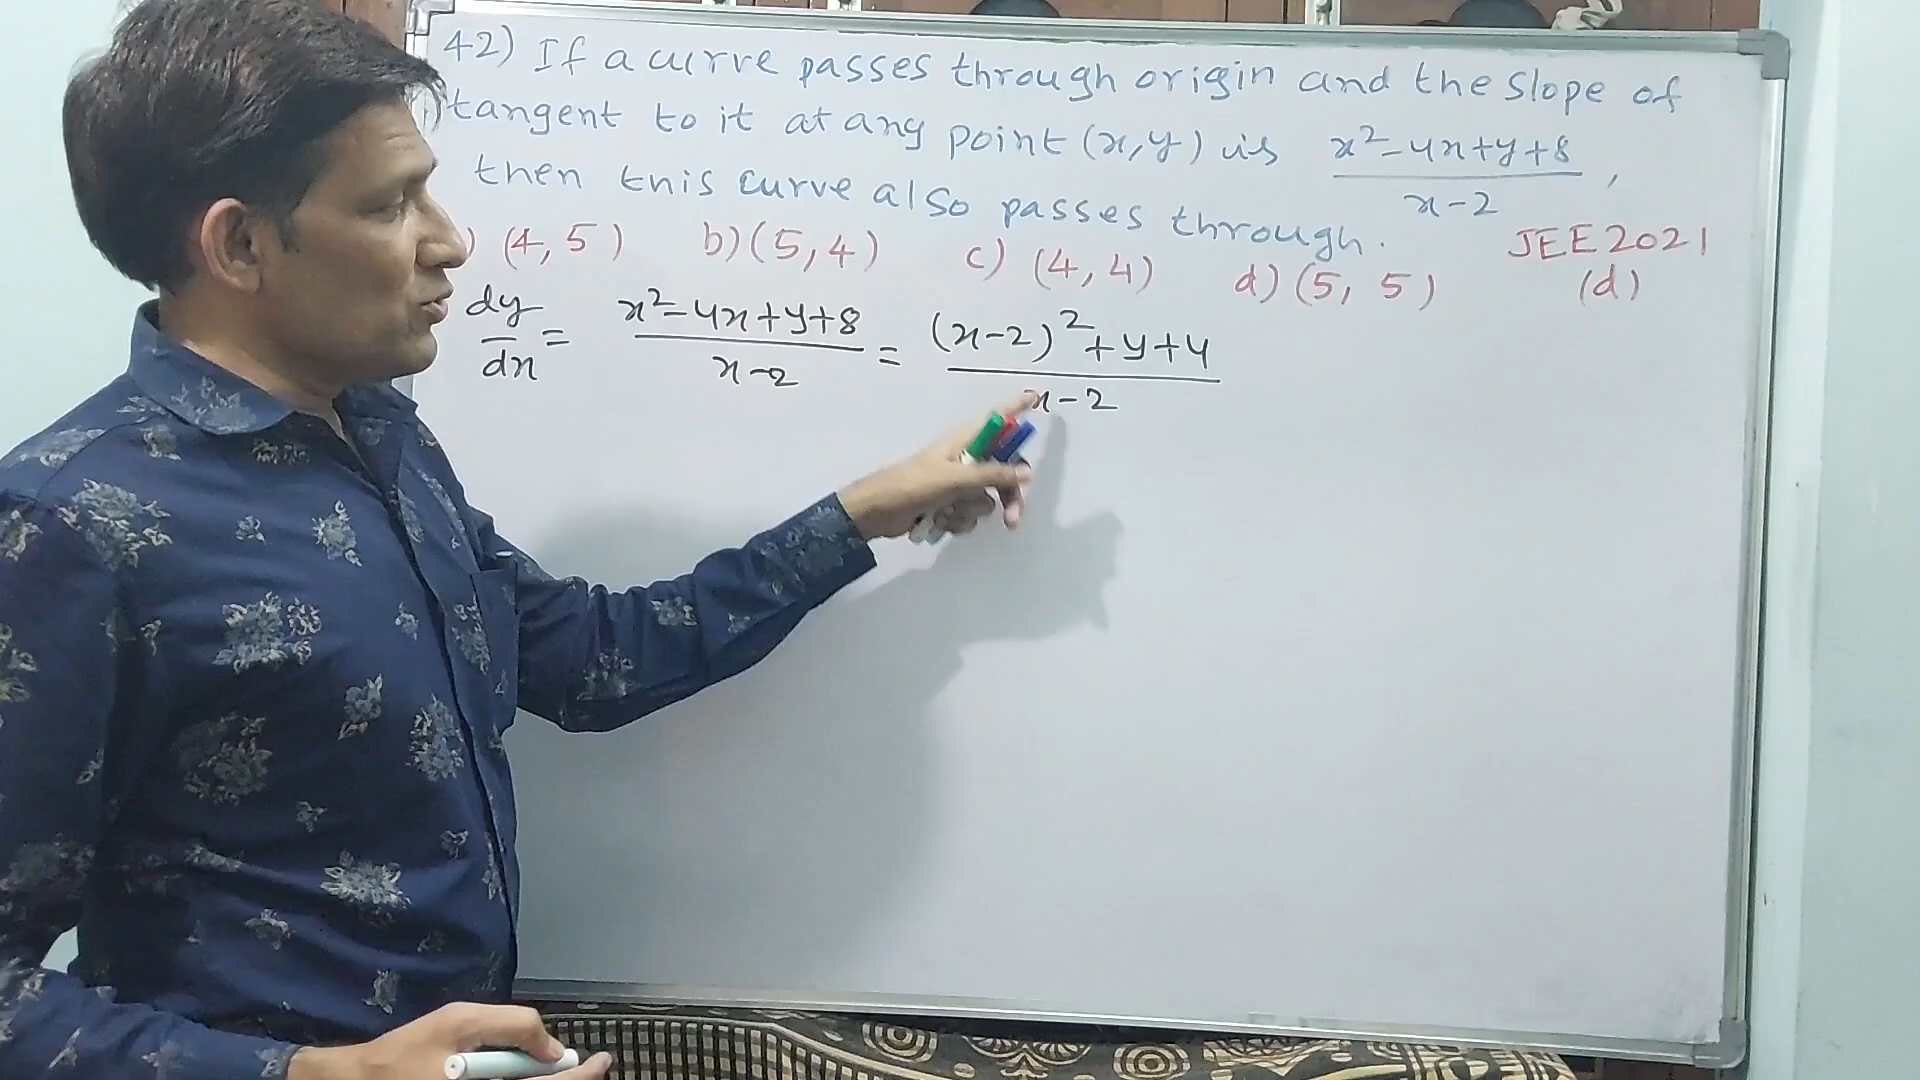 42) If a curve passes through origin and the slope of
tangent to it at any point (x,y) is (x²-4x+y+8)/(x-2),
then this curve also passes through.
) (4,5) b) (5,4) c) (4,4) d) (5,5) JEE 2021 (d)
dy/dx = (x²-4x+y+8)/(x-2) = ((x-2)²+y+4)/(x-2)